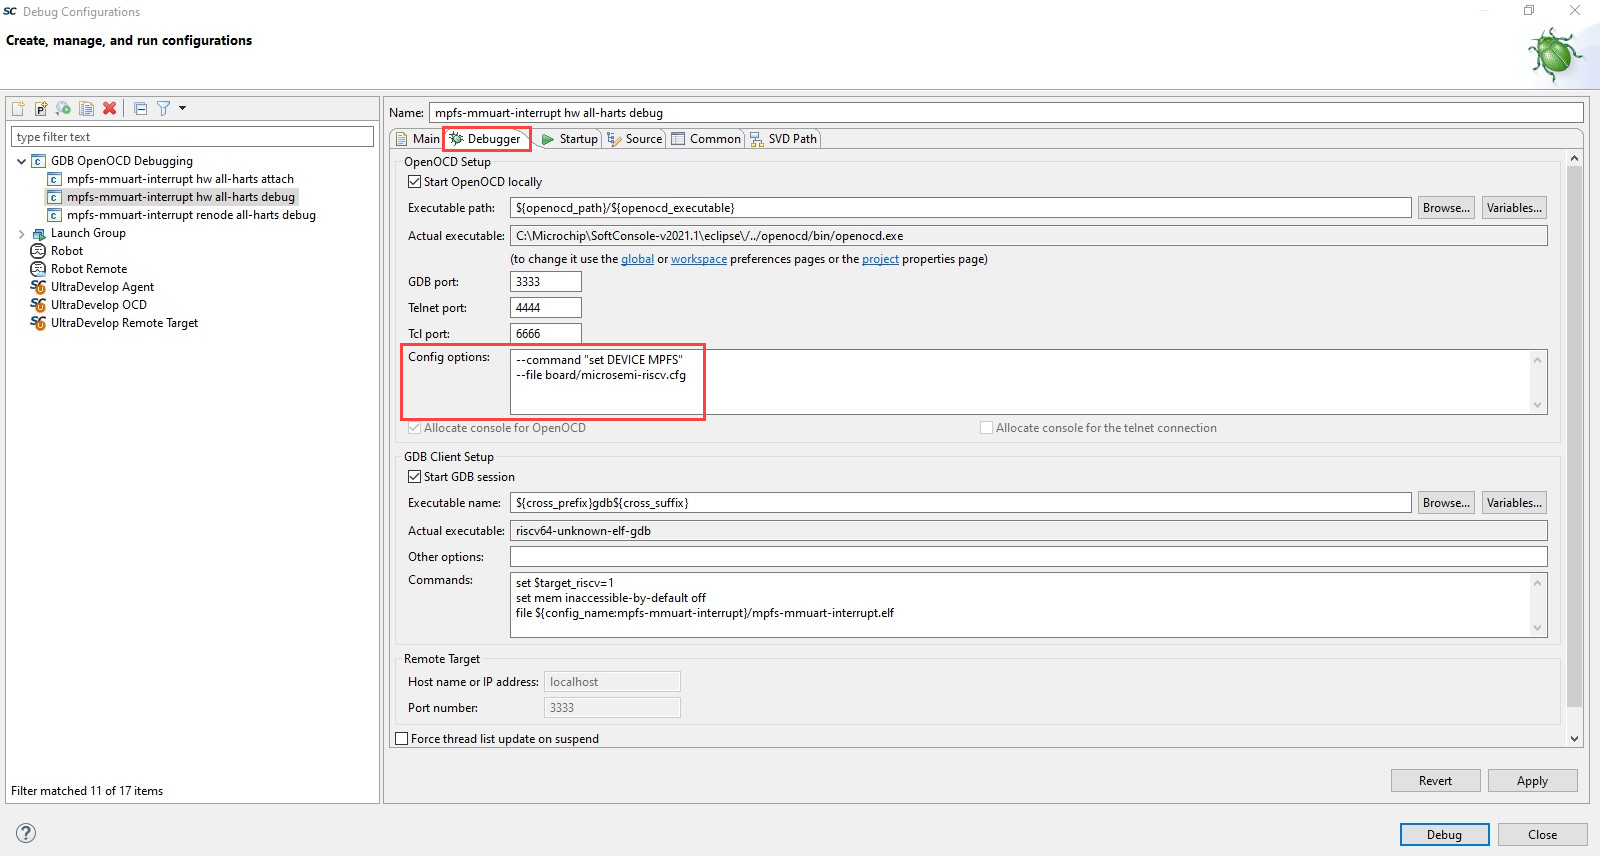 SC Debug Configurations
Create, manage, and run configurations
type filter text
GDB OpenOCD Debugging
mpfs-mmuart-interrupt hw all-harts attach
mpfs-mmuart-interrupt hw all-harts debug
mpfs-mmuart-interrupt renode all-harts debug
Launch Group
Robot
Robot Remote
UltraDevelop Agent
UltraDevelop OCD
UltraDevelop Remote Target
Filter matched 11 of 17 items
Name: mpfs-mmuart-interrupt hw all-harts debug
Main Debugger Startup Source Common SVD Path
OpenOCD Setup
Start OpenOCD locally
Executable path: ${openocd_path}/${openocd_executable} Browse... Variables...
Actual executable: C:\Microchip\SoftConsole-v2021.1\eclipse\/../openocd/bin/openocd.exe
(to change it use the global or workspace preferences pages or the project properties page)
GDB port: 3333
Telnet port: 4444
Tcl port: 6666
Config options: --command "set DEVICE MPFS"
--file board/microsemi-riscv.cfg
Allocate console for OpenOCD Allocate console for the telnet connection
GDB Client Setup
Start GDB session
Executable name: ${cross_prefix}gdb${cross_suffix} Browse... Variables...
Actual executable: riscv64-unknown-elf-gdb
Other options:
Commands: set $target_riscv=1
set mem inaccessible-by-default off
file ${config_name:mpfs-mmuart-interrupt}/mpfs-mmuart-interrupt.elf
Remote Target
Host name or IP address: localhost
Port number: 3333
Force thread list update on suspend
Revert Apply
Debug Close